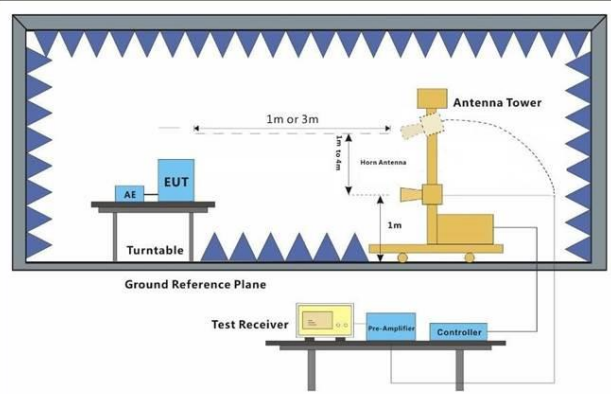 Antenna Tower
1m or 3m
1m to 4m
Horn Antenna
EUT
AE
1m
Turntable
Ground Reference Plane
Test Receiver
Pre-Amplifier
Controller